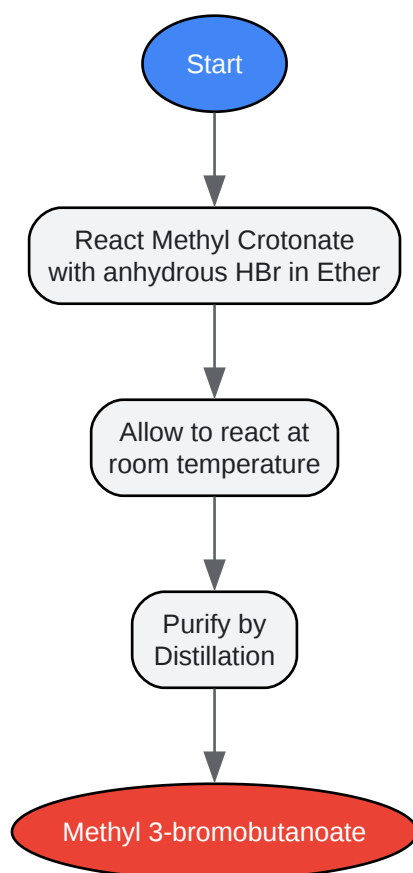 Start
React Methyl Crotonate
with anhydrous HBr in Ether
Allow to react at
room temperature
Purify by
Distillation
Methyl 3-bromobutanoate